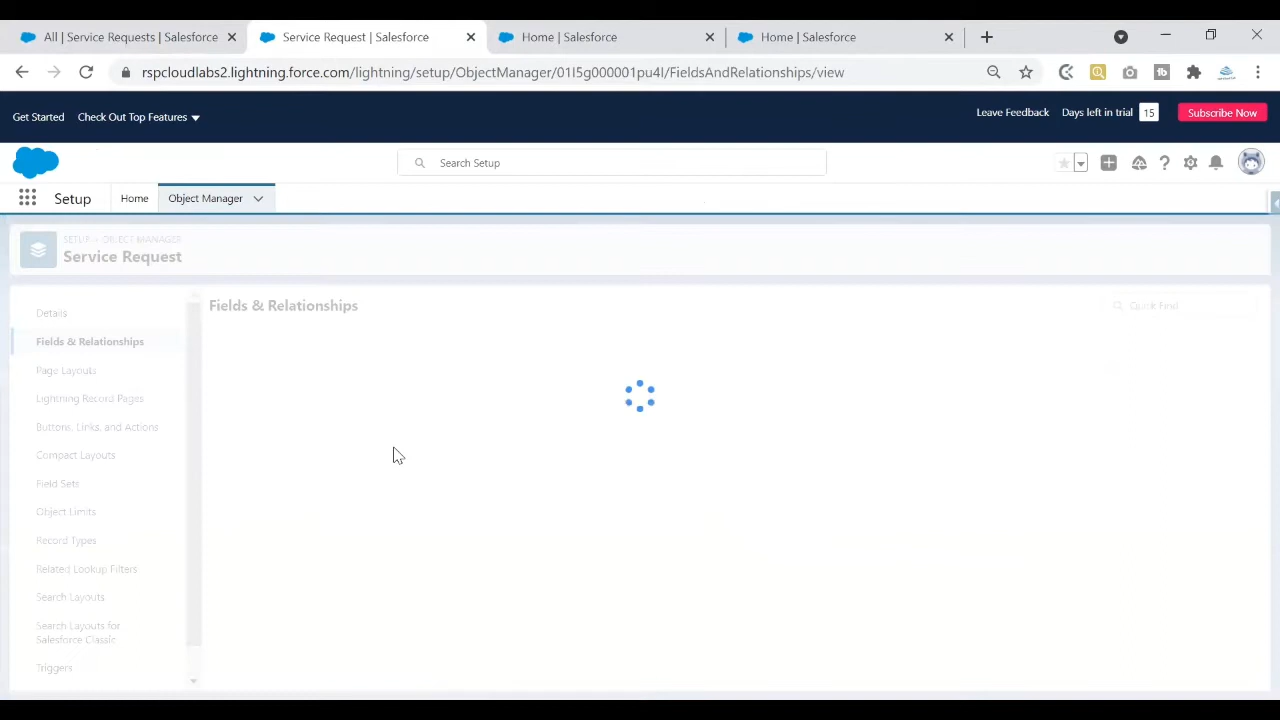 All | Service Requests | Salesforce
Service Request | Salesforce
Home | Salesforce
Home | Salesforce
rspcloudlabs2.lightning.force.com/lightning/setup/ObjectManager/01I5g000001pu4I/FieldsAndRelationships/view
Get Started
Check Out Top Features
Leave Feedback
Days left in trial
15
Subscribe Now
Search Setup
Setup
Home
Object Manager
SETUP > OBJECT MANAGER
Service Request
Details
Fields & Relationships
Page Layouts
Lightning Record Pages
Buttons, Links, and Actions
Compact Layouts
Field Sets
Object Limits
Record Types
Related Lookup Filters
Search Layouts
Search Layouts for
Salesforce Classic
Triggers
Fields & Relationships
Quick Find